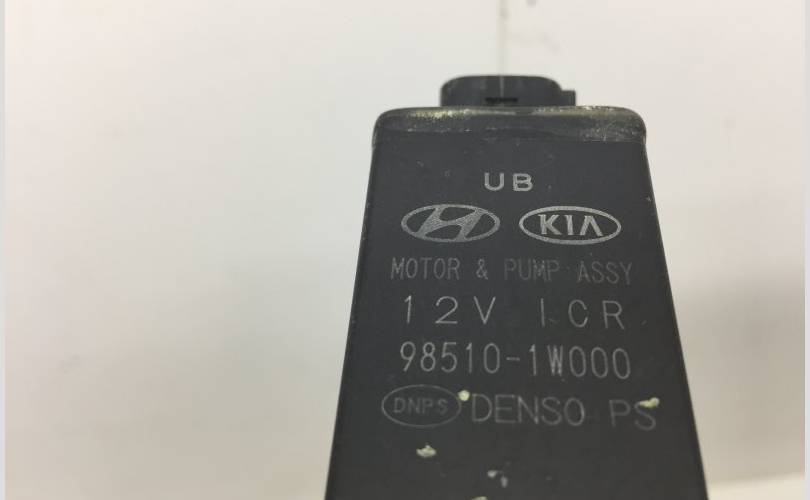 UB
KIA
MOTOR & PUMP ASSY
12V ICR
98510-1W000
DNPS DENSO PS